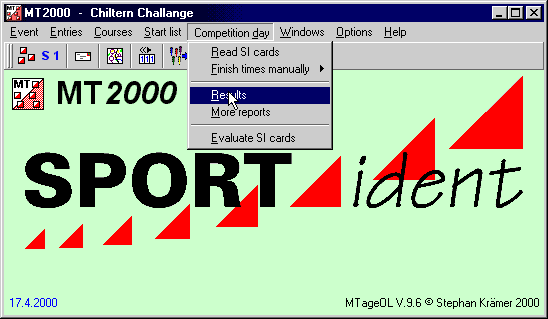 MT2000 - Chiltern Challange
Event Entries Courses Start list Competition day Windows Options Help
S 1
Read SI cards
Finish times manually
Results
More reports
Evaluate SI cards
MT
MT2000
SPORTident
17.4.2000
MTageOL V.9.6 © Stephan Krämer 2000